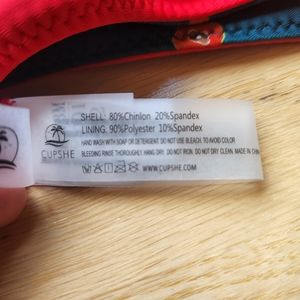 SHELL: 80%Chinlon 20%Spandex
LINING: 90%Polyester 10%Spandex
HAND WASH WITH SOAP OR DETERGENT. DO NOT USE BLEACH. TO AVOID COLOR
BLEEDING RINSE THOROUGHLY. HANG DRY. DO NOT IRON. DO NOT DRY CLEAN. MADE IN CHINA
CUPSHE
WWW.CUPSHE.COM